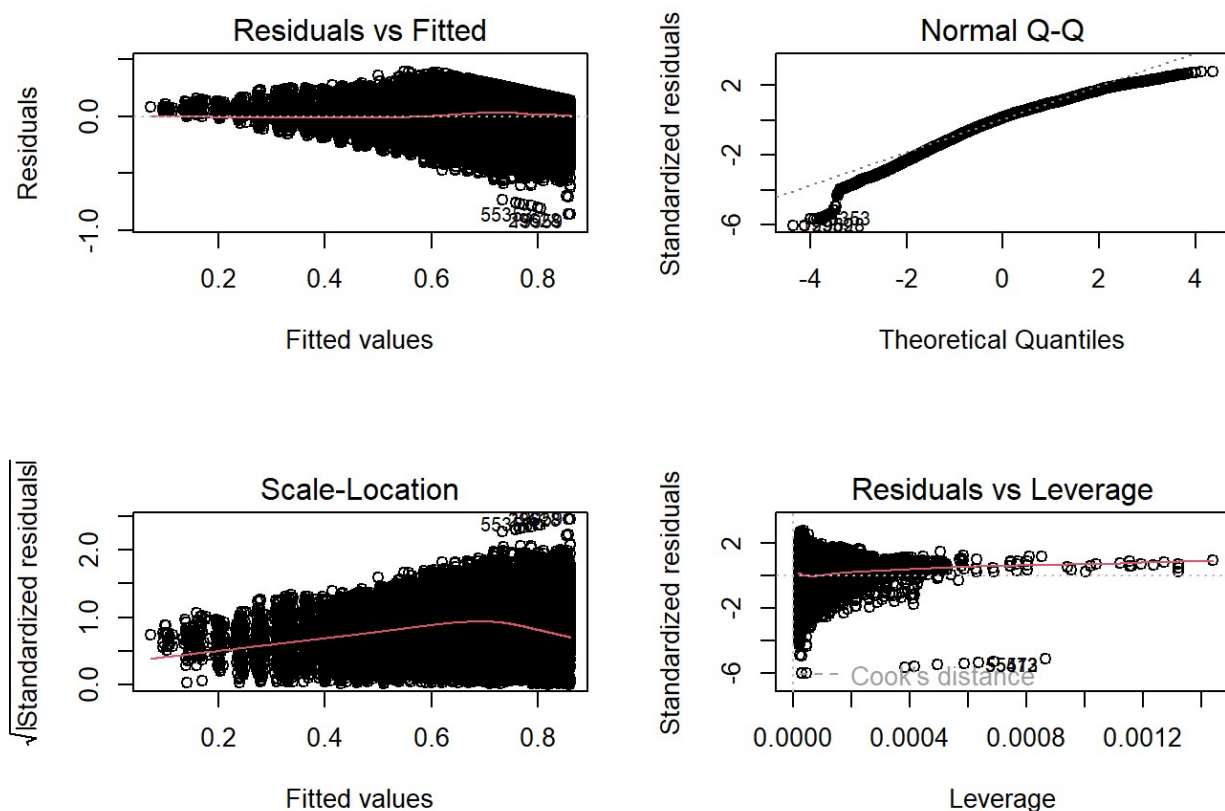 Residuals vs Fitted
Residuals
0.0
-1.0
0.2 0.4 0.6 0.8
Fitted values
Normal Q-Q
Standardized residuals
2
-2
-6
-4 -2 0 2 4
Theoretical Quantiles
Scale-Location
√|Standardized residuals|
2.0
1.0
0.0
0.2 0.4 0.6 0.8
Fitted values
Residuals vs Leverage
Standardized residuals
2
-2
-6
Cook's distance
0.0000 0.0004 0.0008 0.0012
Leverage